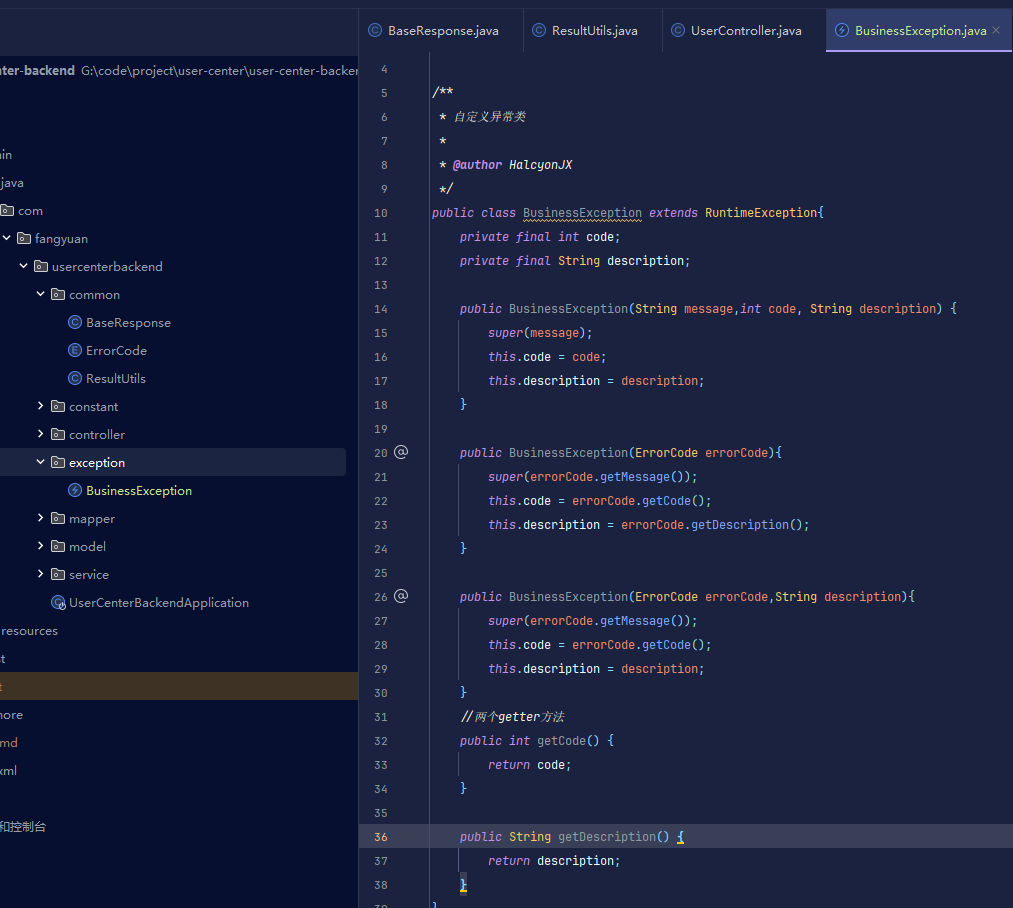 BaseResponse.java
ResultUtils.java
UserController.java
BusinessException.java
ter-backend G:\code\project\user-center\user-center-backer
in
java
com
fangyuan
usercenterbackend
common
BaseResponse
ErrorCode
ResultUtils
constant
controller
exception
BusinessException
mapper
model
service
UserCenterBackendApplication
resources
t
t
ore
md
xml
和控制台
4
5 /**
6 * 自定义异常类
7 *
8 * @author HalcyonJX
9 */
10 public class BusinessException extends RuntimeException{
11 private final int code;
12 private final String description;
13
14 public BusinessException(String message,int code, String description) {
15 super(message);
16 this.code = code;
17 this.description = description;
18 }
19
20 @ public BusinessException(ErrorCode errorCode){
21 super(errorCode.getMessage());
22 this.code = errorCode.getCode();
23 this.description = errorCode.getDescription();
24 }
25
26 @ public BusinessException(ErrorCode errorCode,String description){
27 super(errorCode.getMessage());
28 this.code = errorCode.getCode();
29 this.description = description;
30 }
31 //两个getter方法
32 public int getCode() {
33 return code;
34 }
35
36 public String getDescription() {
37 return description;
38 }
39 }